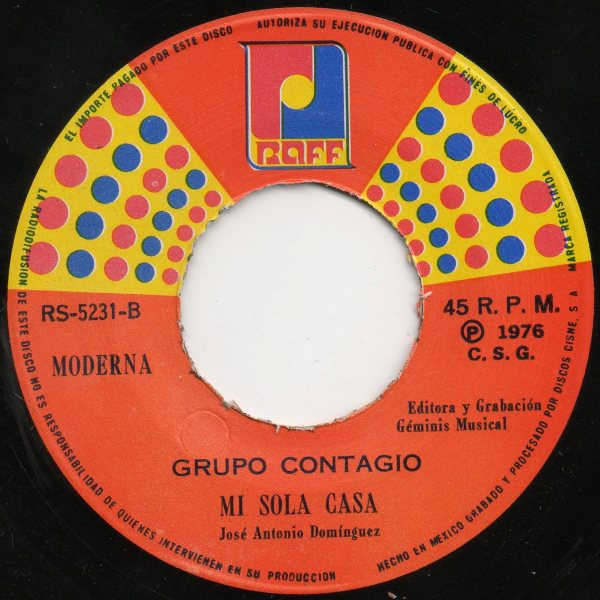 EL IMPORTE PAGADO POR ESTE DISCO AUTORIZA SU EJECUCION PUBLICA CON FINES DE LUCRO
RAFF
MARCA REGISTRADA
LA RADIODIFUSION DE ESTE DISCO NO ES RESPONSABILIDAD DE QUIENES INTERVIENEN EN SU PRODUCCION
RS-5231-B
45 R. P. M.
Ⓟ 1976
C. S. G.
MODERNA
Editora y Grabación
Géminis Musical
GRUPO CONTAGIO
MI SOLA CASA
José Antonio Domínguez
HECHO EN MEXICO GRABADO Y PROCESADO POR DISCOS CISNE, S A